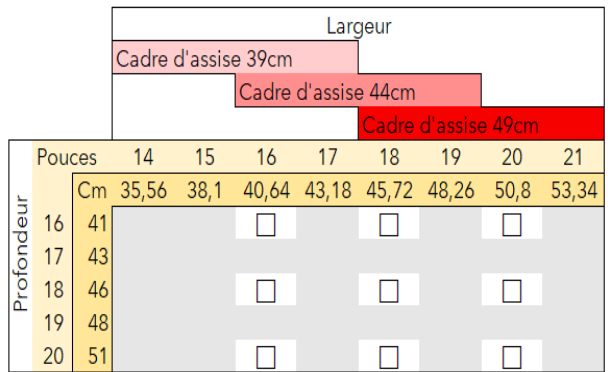 Largeur
Cadre d'assise 39cm
Cadre d'assise 44cm
Cadre d'assise 49cm
Pouces 14 15 16 17 18 19 20 21
Cm 35,56 38,1 40,64 43,18 45,72 48,26 50,8 53,34
Profondeur
16 41 □ □ □
17 43
18 46 □ □ □
19 48
20 51 □ □ □